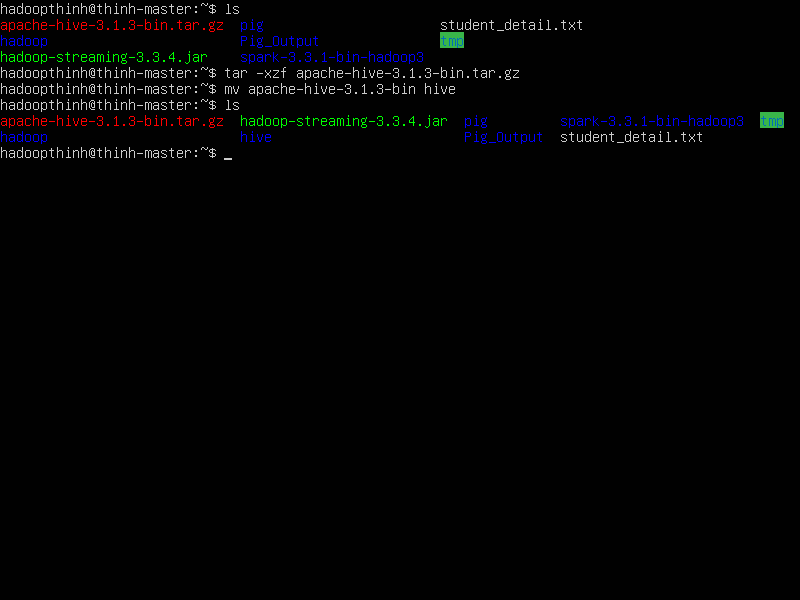 hadoopthinh@thinh-master:~$ ls
apache-hive-3.1.3-bin.tar.gz pig student_detail.txt
hadoop Pig_Output tmp
hadoop-streaming-3.3.4.jar spark-3.3.1-bin-hadoop3
hadoopthinh@thinh-master:~$ tar -xzf apache-hive-3.1.3-bin.tar.gz
hadoopthinh@thinh-master:~$ mv apache-hive-3.1.3-bin hive
hadoopthinh@thinh-master:~$ ls
apache-hive-3.1.3-bin.tar.gz hadoop-streaming-3.3.4.jar pig spark-3.3.1-bin-hadoop3 tmp
hadoop hive Pig_Output student_detail.txt
hadoopthinh@thinh-master:~$ _